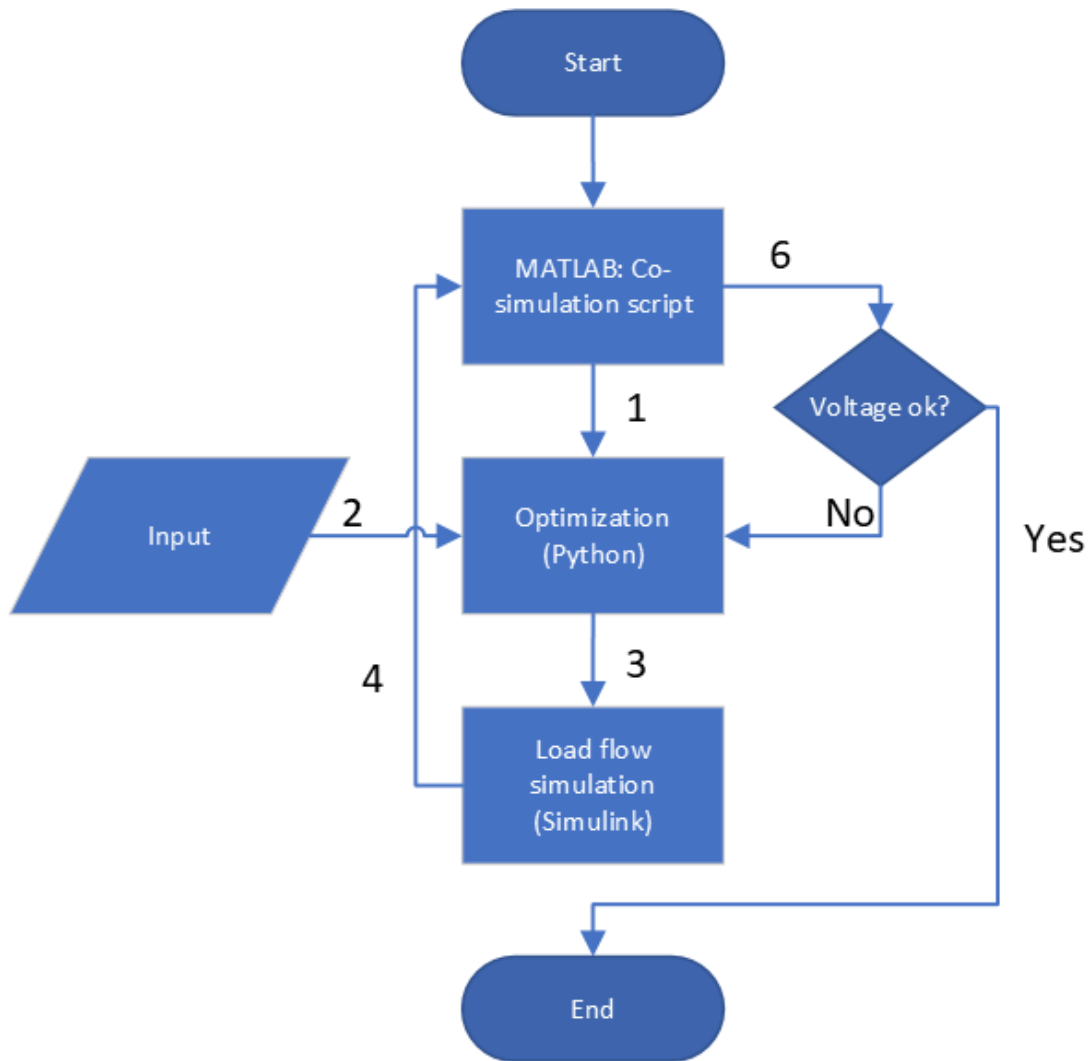 Start
MATLAB: Co-
simulation script
6
Voltage ok?
1
Input
2
Optimization
(Python)
No
Yes
4
3
Load flow
simulation
(Simulink)
End